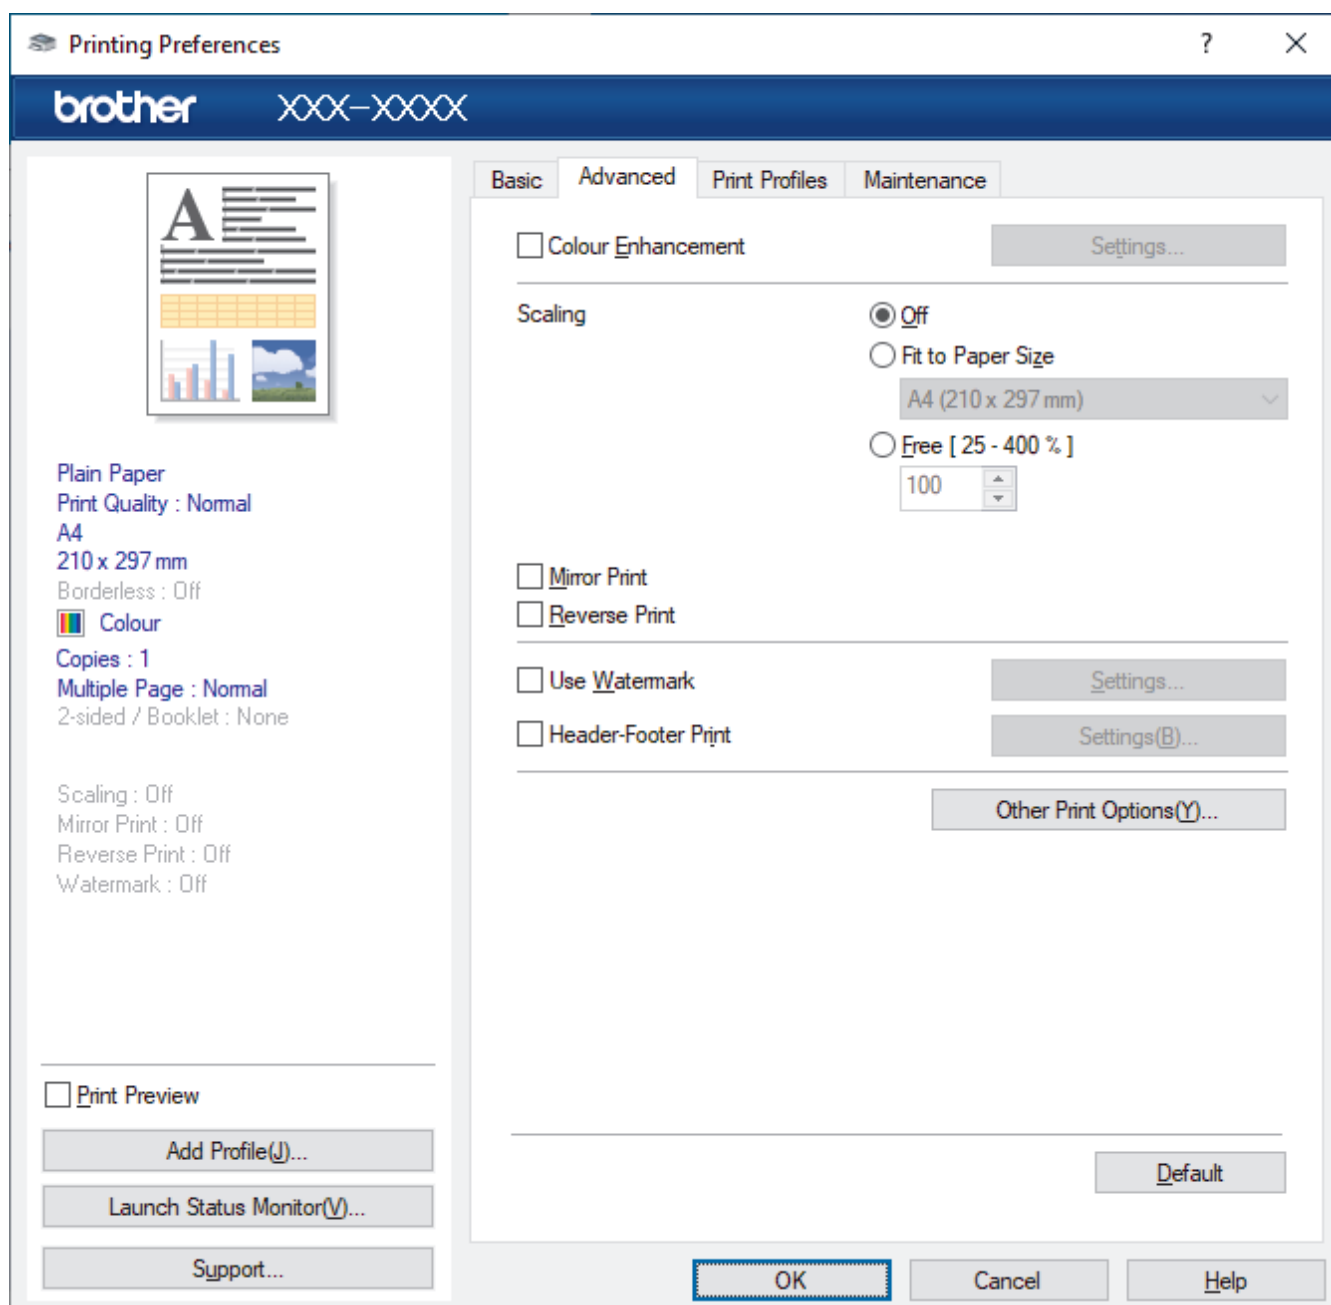 Printing Preferences
?
brother XXX-XXXX
A
Plain Paper
Print Quality : Normal
A4
210 x 297 mm
Borderless : Off
Colour
Copies : 1
Multiple Page : Normal
2-sided / Booklet : None
Scaling : Off
Mirror Print : Off
Reverse Print : Off
Watermark : Off
Print Preview
Add Profile(J)...
Launch Status Monitor(V)...
Support...
Basic Advanced Print Profiles Maintenance
Colour Enhancement Settings...
Scaling Off
Fit to Paper Size
A4 (210 x 297 mm)
Free [ 25 - 400 % ]
100
Mirror Print
Reverse Print
Use Watermark Settings...
Header-Footer Print Settings(B)...
Other Print Options(Y)...
Default
OK Cancel Help